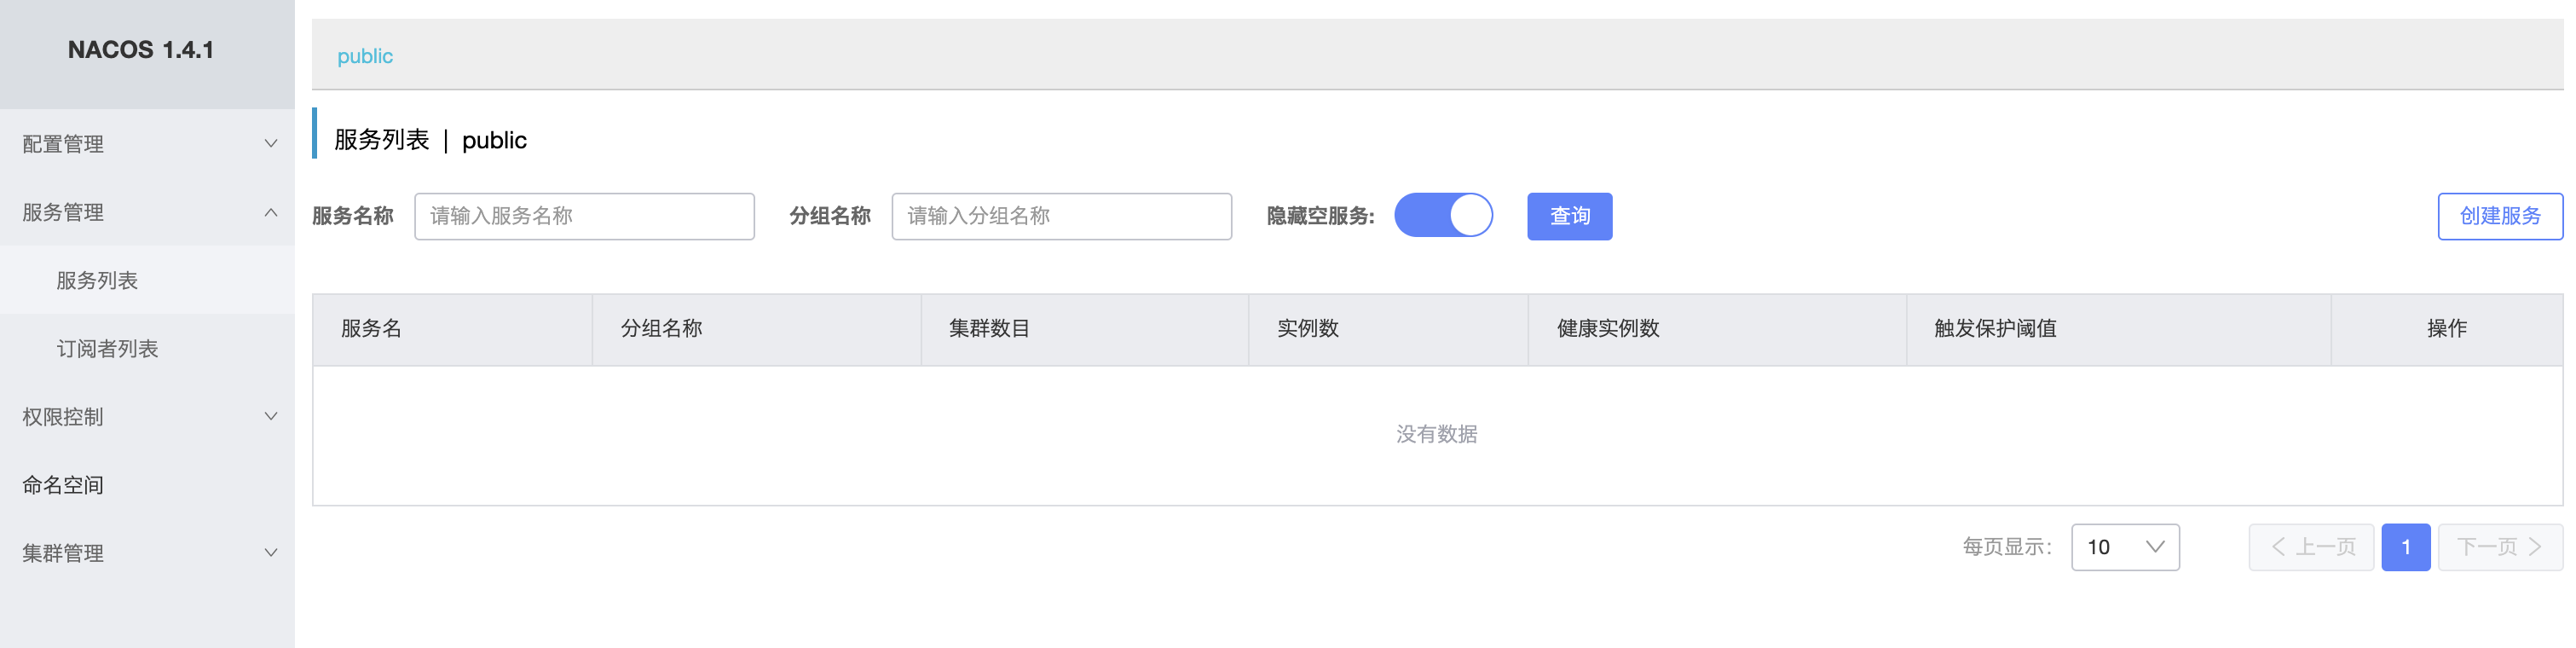 NACOS 1.4.1
配置管理
服务管理
服务列表
订阅者列表
权限控制
命名空间
集群管理
public
服务列表 | public
服务名称 请输入服务名称 分组名称 请输入分组名称 隐藏空服务: 查询 创建服务
服务名 分组名称 集群数目 实例数 健康实例数 触发保护阈值 操作
没有数据
每页显示: 10 上一页 1 下一页